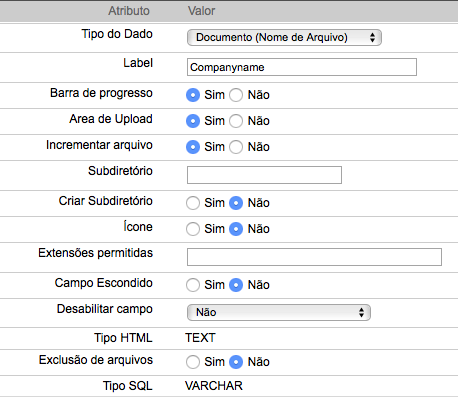 Atributo Valor
Tipo do Dado Documento (Nome de Arquivo)
Label Companyname
Barra de progresso Sim Não
Area de Upload Sim Não
Incrementar arquivo Sim Não
Subdiretório
Criar Subdiretório Sim Não
Ícone Sim Não
Extensões permitidas
Campo Escondido Sim Não
Desabilitar campo Não
Tipo HTML TEXT
Exclusão de arquivos Sim Não
Tipo SQL VARCHAR